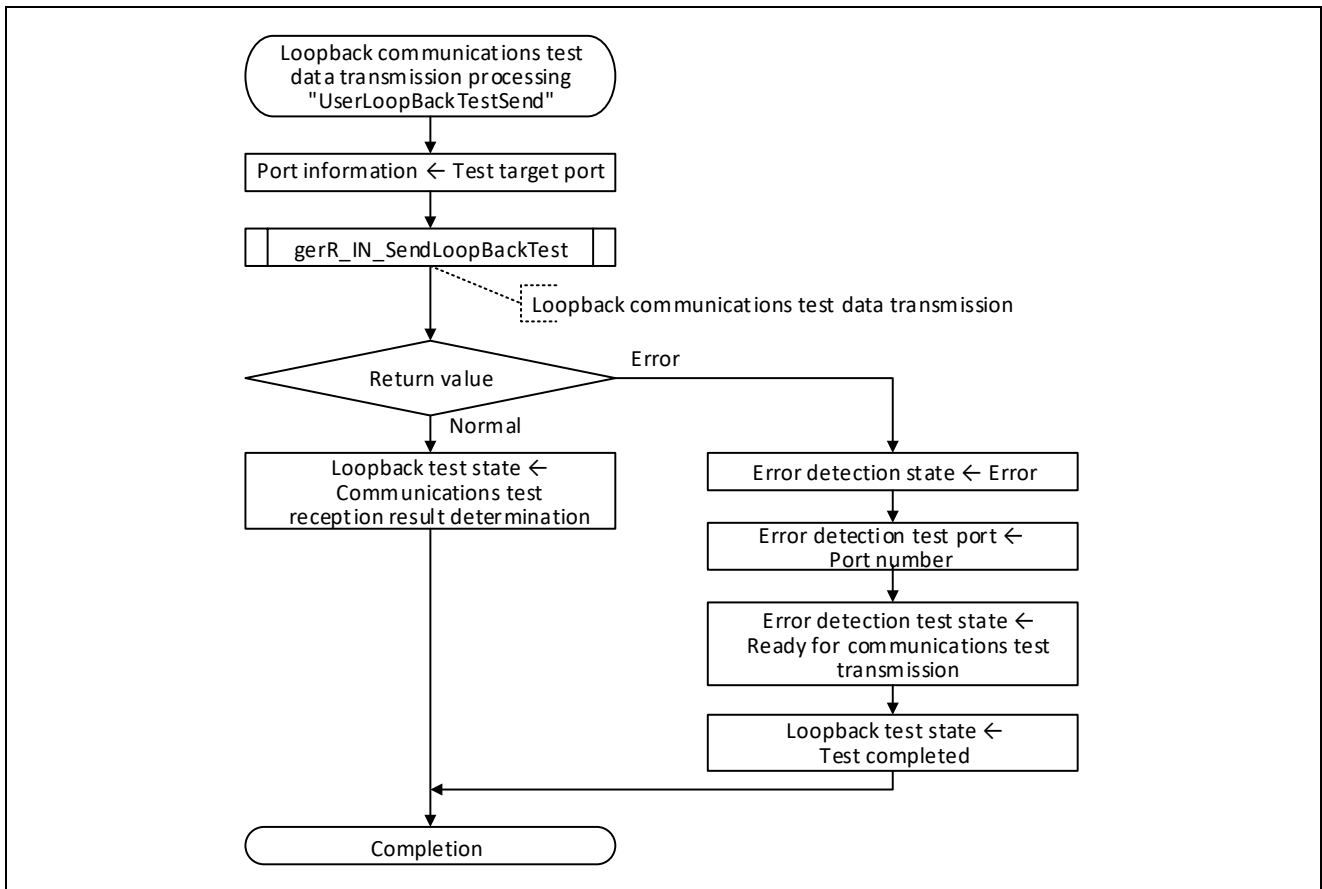 Loopback communications test
data transmission processing
"UserLoopBackTestSend"
Port information ← Test target port
gerR_IN_SendLoopBackTest
Loopback communications test data transmission
Error
Return value
Normal
Loopback test state ←
Communications test
reception result determination
Error detection state ← Error
Error detection test port ←
Port number
Error detection test state ←
Ready for communications test
transmission
Loopback test state ←
Test completed
Completion